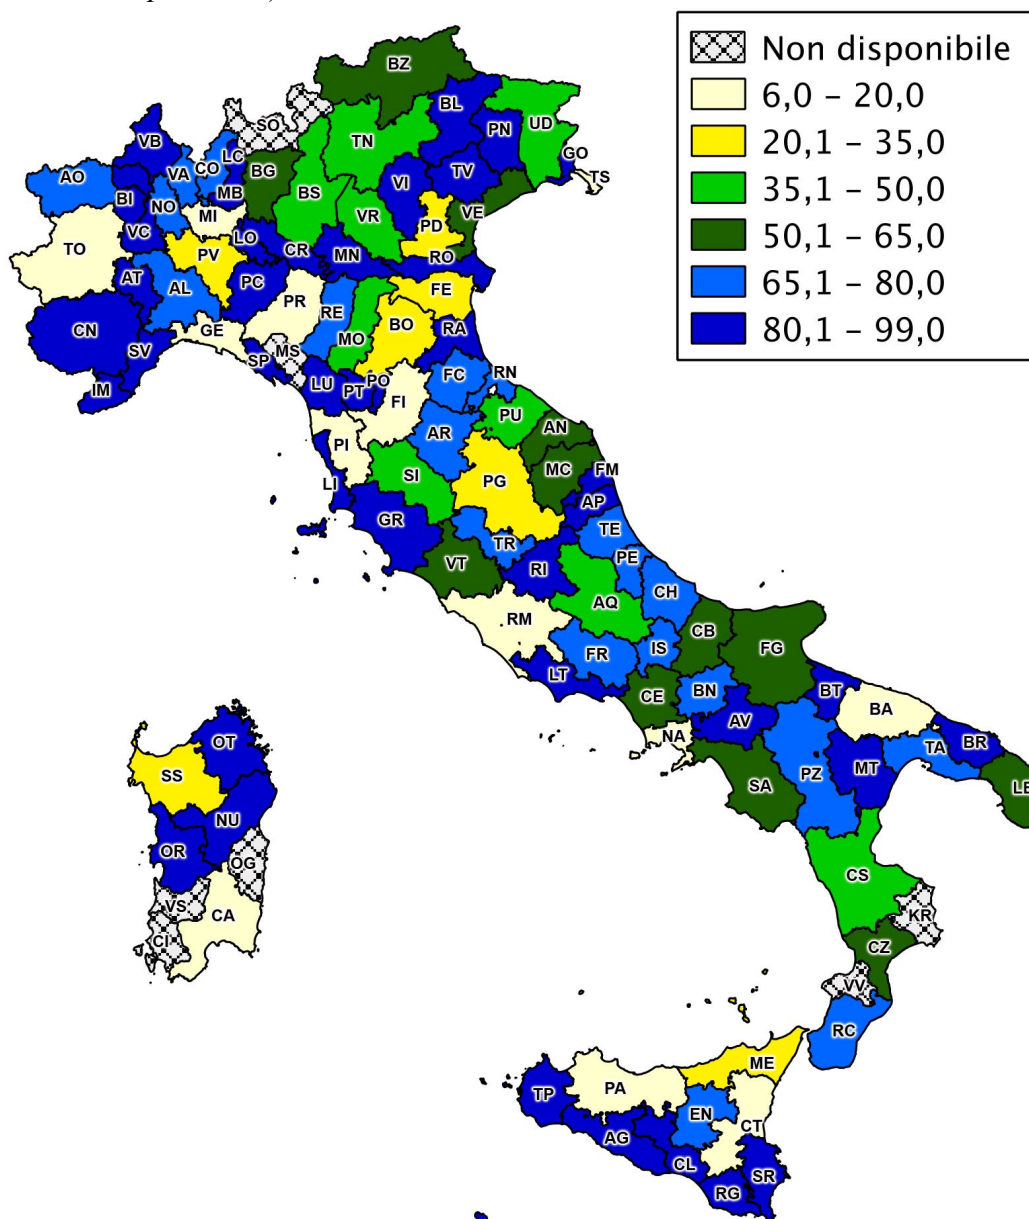 Non disponibile
6,0 – 20,0
20,1 – 35,0
35,1 – 50,0
50,1 – 65,0
65,1 – 80,0
80,1 – 99,0
BZ
SO
BL
UD
PN
TN
VB
LC
GO
AO
VA
CO
BG
TV
TS
VI
BI
NO
MB
BS
MI
VR
VE
PD
VC
LO
TO
PV
CR
MN
RO
AT
PC
AL
FE
PR
RE
BO
CN
GE
RA
MO
SV
MS
SP
FC
RN
LU
PT
PO
IM
FI
PU
AN
AR
PI
MC
FM
SI
PG
LI
AP
GR
TE
TR
PE
VT
RI
CH
AQ
RM
CB
FG
IS
FR
LT
BN
BT
CE
BA
AV
NA
BR
OT
TA
SS
PZ
MT
SA
LE
NU
OR
OG
CS
VS
CA
KR
CI
CZ
VV
RC
ME
PA
TP
EN
CT
AG
CL
SR
RG